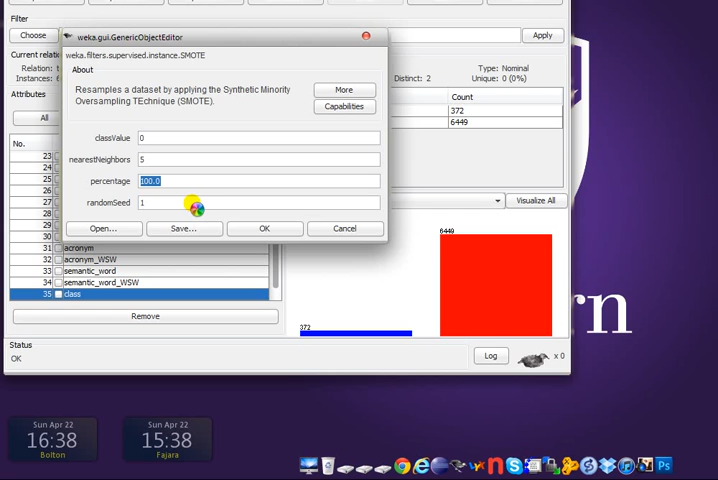 Filter
Choose
Apply
weka.gui.GenericObjectEditor
weka.filters.supervised.instance.SMOTE
About
Resamples a dataset by applying the Synthetic Minority
Oversampling TEchnique (SMOTE).
More
Capabilities
classValue 0
nearestNeighbors 5
percentage 100.0
randomSeed 1
Open... Save... OK Cancel
Current relation
Relation:
Instances: 6
Attributes
All
No.
23
24
25
26
27
28
29
30
31 acronym
32 acronym_WSW
33 semantic_word
34 semantic_word_WSW
35 class
Remove
Type: Nominal
Distinct: 2 Unique: 0 (0%)
Count
372
6449
Visualize All
6449
372
Status
OK
Log
x 0
rn
Sun Apr 22
16:38
Bolton
Sun Apr 22
15:38
Fajara
Ps